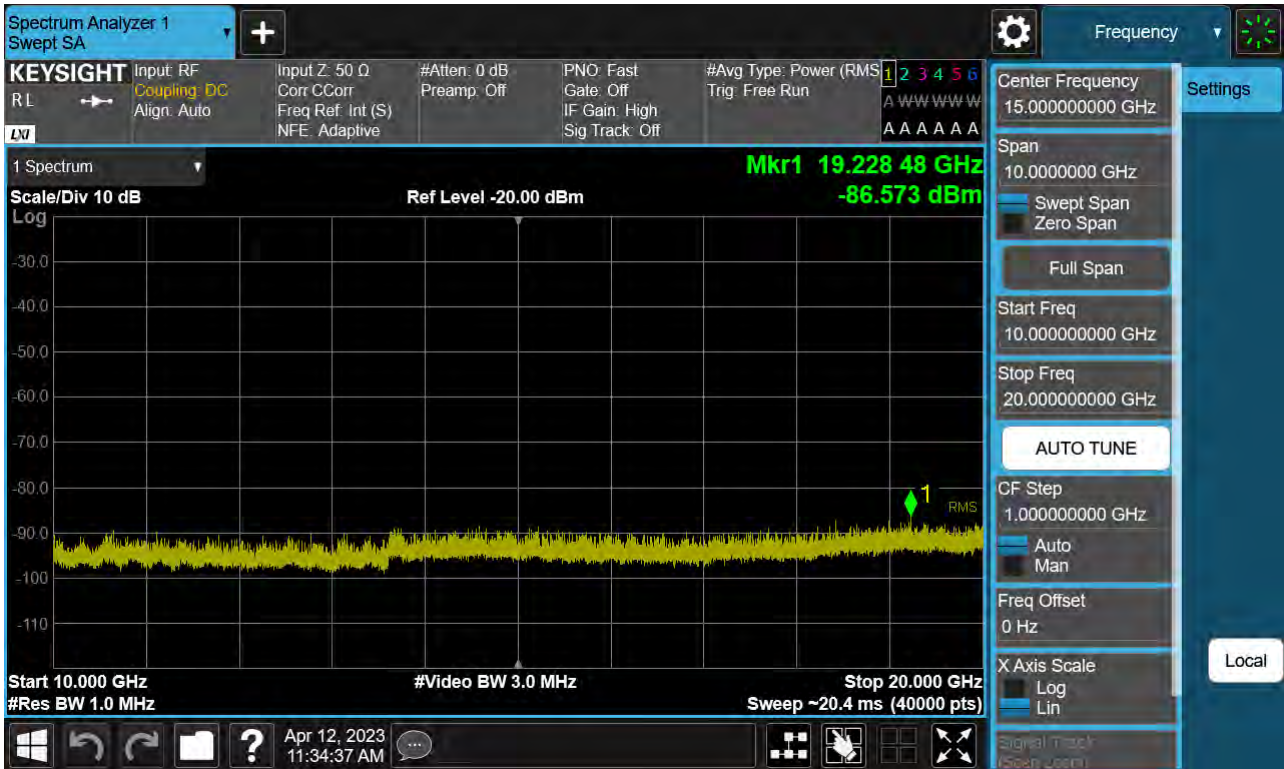 Spectrum Analyzer 1
Swept SA
+
Frequency
KEYSIGHT
RL
LXI
Input: RF
Coupling: DC
Align: Auto
Input Z: 50 Ω
Corr CCorr
Freq Ref: Int (S)
NFE: Adaptive
#Atten: 0 dB
Preamp: Off
PNO: Fast
Gate: Off
IF Gain: High
Sig Track: Off
#Avg Type: Power (RMS
Trig: Free Run
1 2 3 4 5 6
A W W W W W
A A A A A A
1 Spectrum
Scale/Div 10 dB
Log
Ref Level -20.00 dBm
Mkr1 19.228 48 GHz
-86.573 dBm
-30.0
-40.0
-50.0
-60.0
-70.0
-80.0
-90.0
-100
-110
1
RMS
Start 10.000 GHz
#Res BW 1.0 MHz
#Video BW 3.0 MHz
Stop 20.000 GHz
Sweep ~20.4 ms (40000 pts)
Center Frequency
15.000000000 GHz
Span
10.0000000 GHz
Swept Span
Zero Span
Full Span
Start Freq
10.000000000 GHz
Stop Freq
20.000000000 GHz
AUTO TUNE
CF Step
1.000000000 GHz
Auto
Man
Freq Offset
0 Hz
X Axis Scale
Log
Lin
Signal Track
(Span Zoom)
Settings
Local
?
Apr 12, 2023
11:34:37 AM